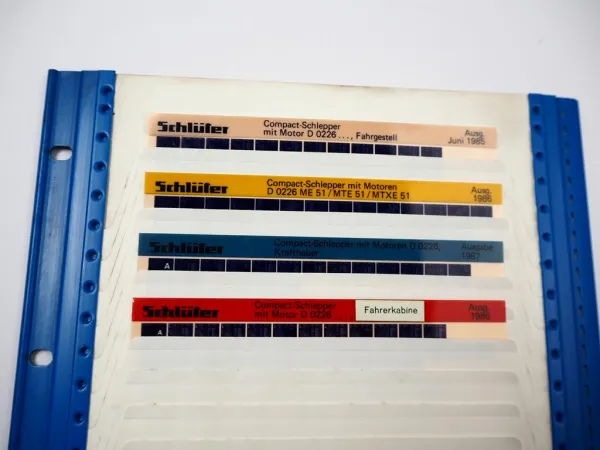 Schlüter
Compact-Schlepper
mit Motor D 0226 ..., Fahrgestell
Ausg.
Juni 1985
Schlüter
Compact-Schlepper mit Motoren
D 0226 ME 51 / MTE 51 / MTXE 51
Ausg.
1986
Schlüter
Compact-Schlepper mit Motoren D 0226,
Kraftheber
Ausgabe
1987
A
Schlüter
Compact-Schlepper
mit Motor D 0226 ...,
Fahrerkabine
Ausg.
1986
A